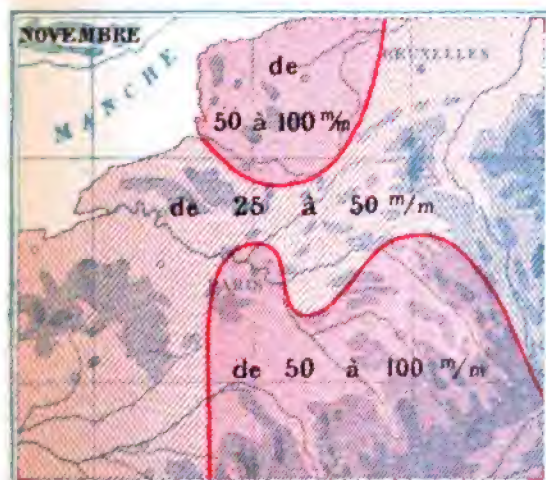 NOVEMBRE
MANCHE
BRUXELLES
de
50 à 100 m/m
de 25 à 50 m/m
PARIS
de 50 à 100 m/m